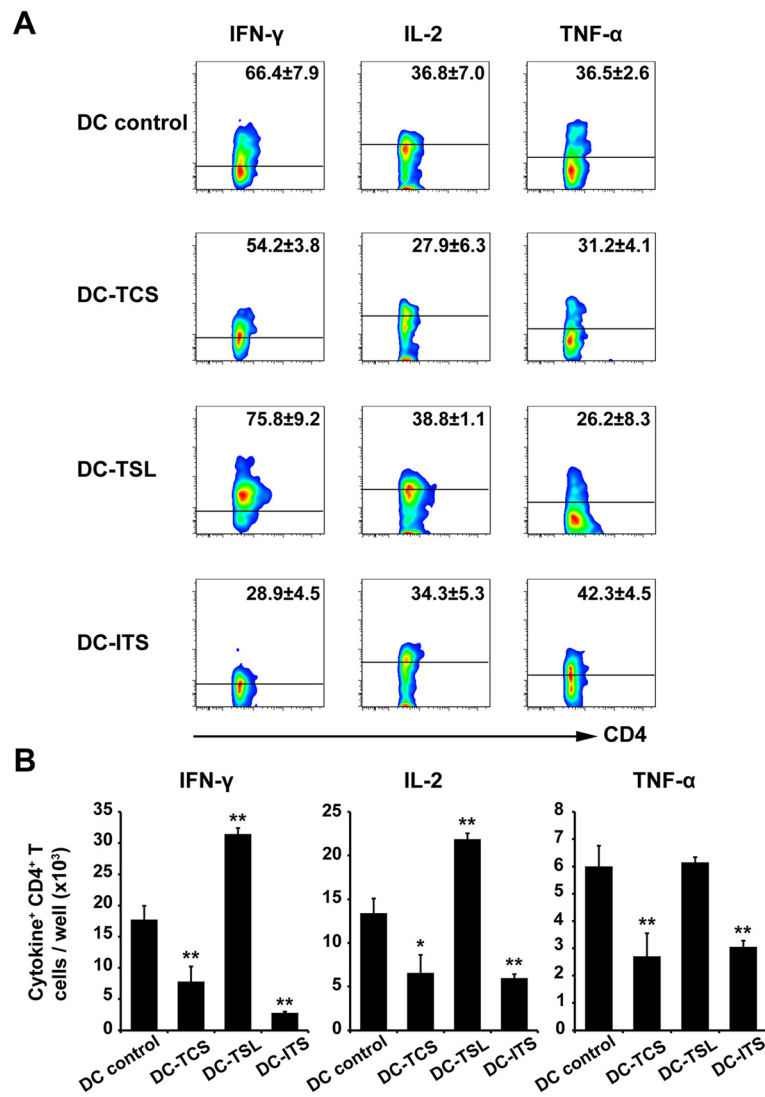 A
IFN-γ IL-2 TNF-α
DC control 66.4±7.9 36.8±7.0 36.5±2.6
DC-TCS 54.2±3.8 27.9±6.3 31.2±4.1
DC-TSL 75.8±9.2 38.8±1.1 26.2±8.3
DC-ITS 28.9±4.5 34.3±5.3 42.3±4.5
CD4
B
IFN-γ IL-2 TNF-α
Cytokine⁺ CD4⁺ T
cells / well (x10³)
35
30
25
20
15
10
5
0
** ** **
DC control DC-TCS DC-TSL DC-ITS
25
20
15
10
5
0
* ** **
DC control DC-TCS DC-TSL DC-ITS
8
7
6
5
4
3
2
1
0
** **
DC control DC-TCS DC-TSL DC-ITS